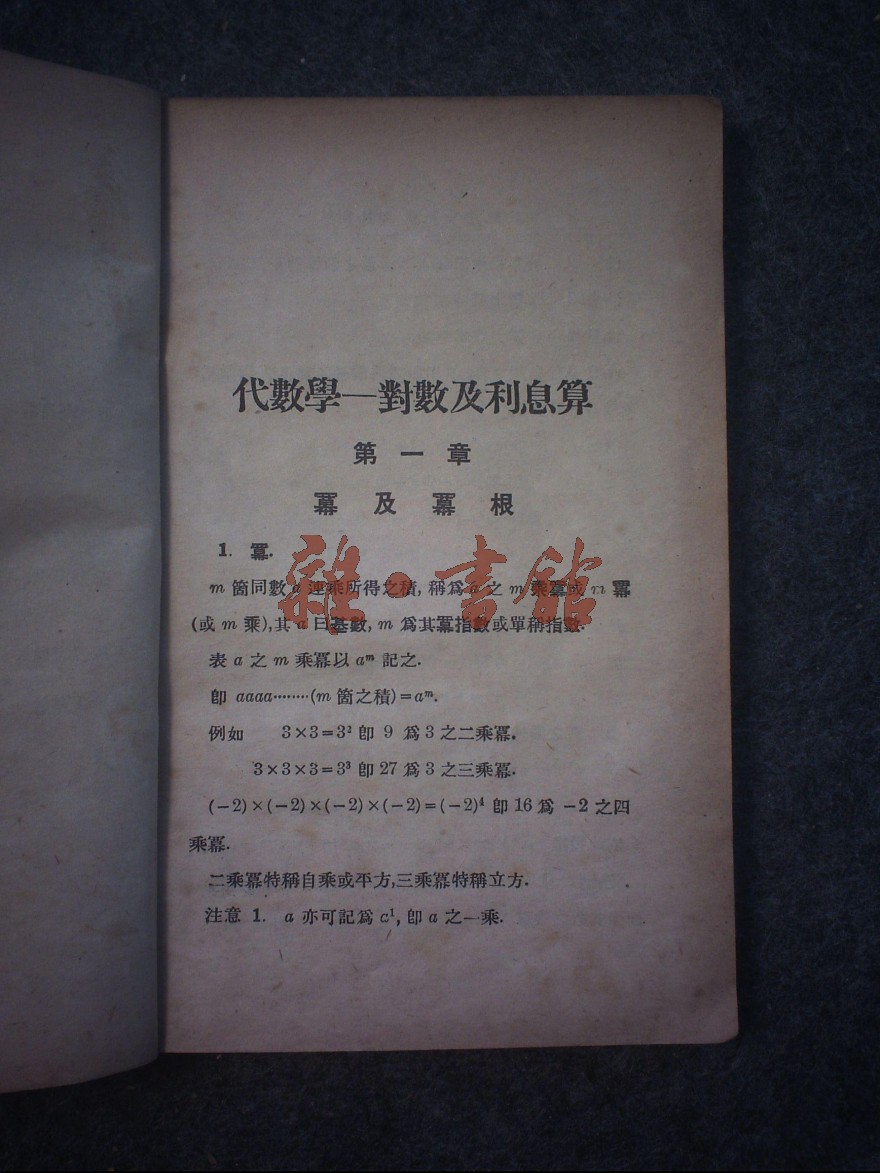 代數學—對數及利息算
第一章
冪及冪根
1. 冪.
m 箇同數 a 連乘所得之積, 稱爲 a 之 m 乘冪或 m 冪
(或 m 乘),其 a 曰基數, m 爲其冪指數或單稱指數.
表 a 之 m 乘冪以 aᵐ 記之.
卽 aaaa………(m 箇之積)=aᵐ.
例如 3×3=3² 卽 9 爲 3 之二乘冪.
3×3×3=3³ 卽 27 爲 3 之三乘冪.
(−2)×(−2)×(−2)×(−2)=(−2)⁴ 卽 16 爲 −2 之四
乘冪.
二乘冪特稱自乘或平方,三乘冪特稱立方.
注意 1. a 亦可記爲 a¹, 卽 a 之一乘.
雜·書館